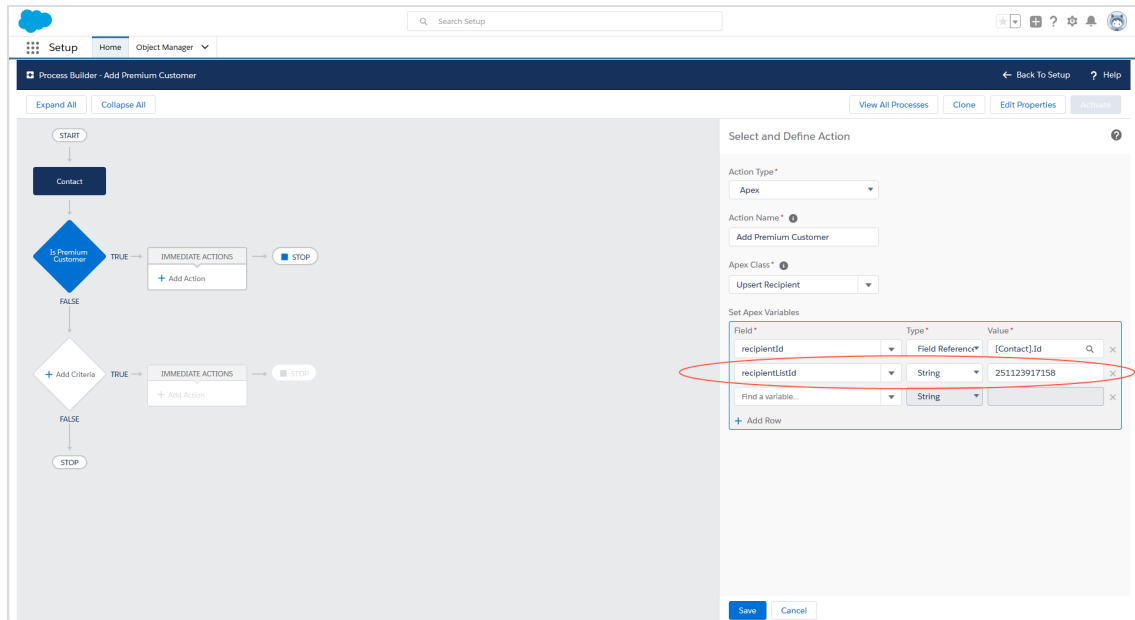 Search Setup
?
Setup
Home
Object Manager
Process Builder - Add Premium Customer
← Back To Setup
? Help
Expand All
Collapse All
View All Processes
Clone
Edit Properties
Activate
START
Select and Define Action
?
Action Type*
Apex
Contact
Action Name* i
Add Premium Customer
Is Premium
Customer
TRUE
IMMEDIATE ACTIONS
STOP
+ Add Action
Apex Class* i
Upsert Recipient
FALSE
Set Apex Variables
Field*
Type*
Value*
recipientId
Field Reference
[Contact].Id
recipientListId
String
251123917158
Find a variable...
String
+ Add Row
+ Add Criteria
TRUE
IMMEDIATE ACTIONS
STOP
+ Add Action
FALSE
STOP
Save
Cancel